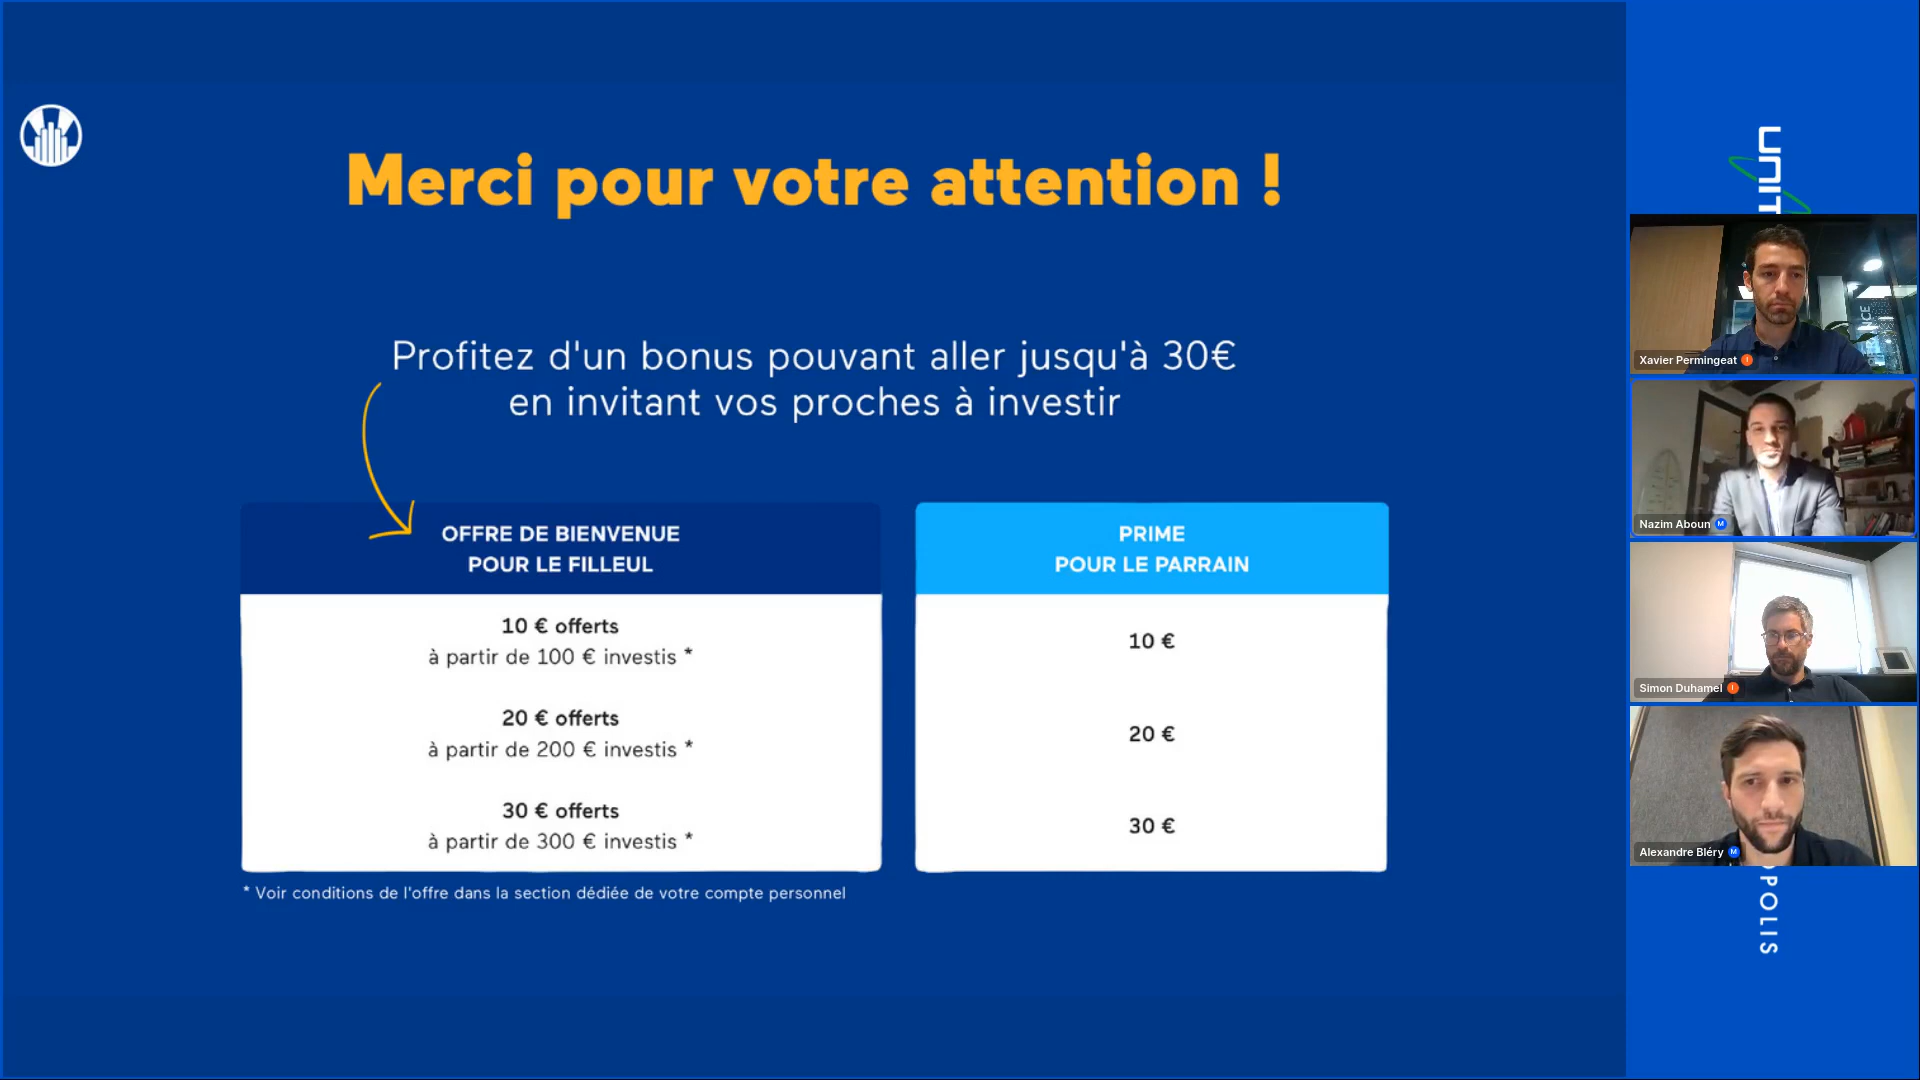 Merci pour votre attention !
Profitez d'un bonus pouvant aller jusqu'à 30€
en invitant vos proches à investir
OFFRE DE BIENVENUE
POUR LE FILLEUL
10 € offerts
à partir de 100 € investis *
20 € offerts
à partir de 200 € investis *
30 € offerts
à partir de 300 € investis *
* Voir conditions de l'offre dans la section dédiée de votre compte personnel
PRIME
POUR LE PARRAIN
10 €
20 €
30 €
UNITI
Xavier Permingeat
Nazim Aboun
M
Simon Duhamel
Alexandre Bléry
M
POLIS